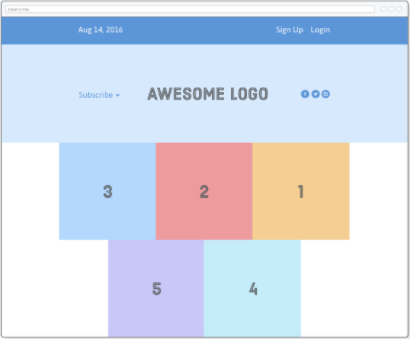 Aug 14, 2016 Sign Up Login
Subscribe AWESOME LOGO
3 2 1
5 4